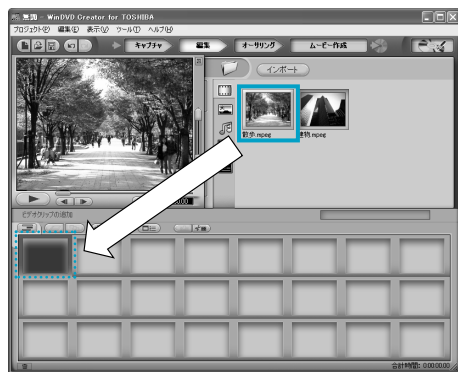 無題 - WinDVD Creator for TOSHIBA
プロジェクト(P) 編集(E) 表示(V) ツール(T) ヘルプ(H)
キャプチャ 編集 オーサリング ムービー作成
インポート
散歩.mpeg 建物.mpeg
ビデオクリップの追加
合計時間: 0:00:00:00